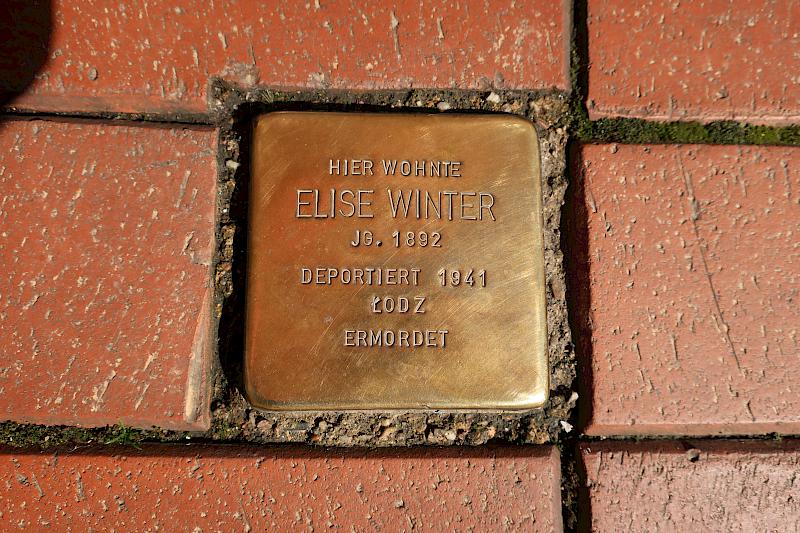 HIER WOHNTE
ELISE WINTER
JG. 1892
DEPORTIERT 1941
ŁODZ
ERMORDET